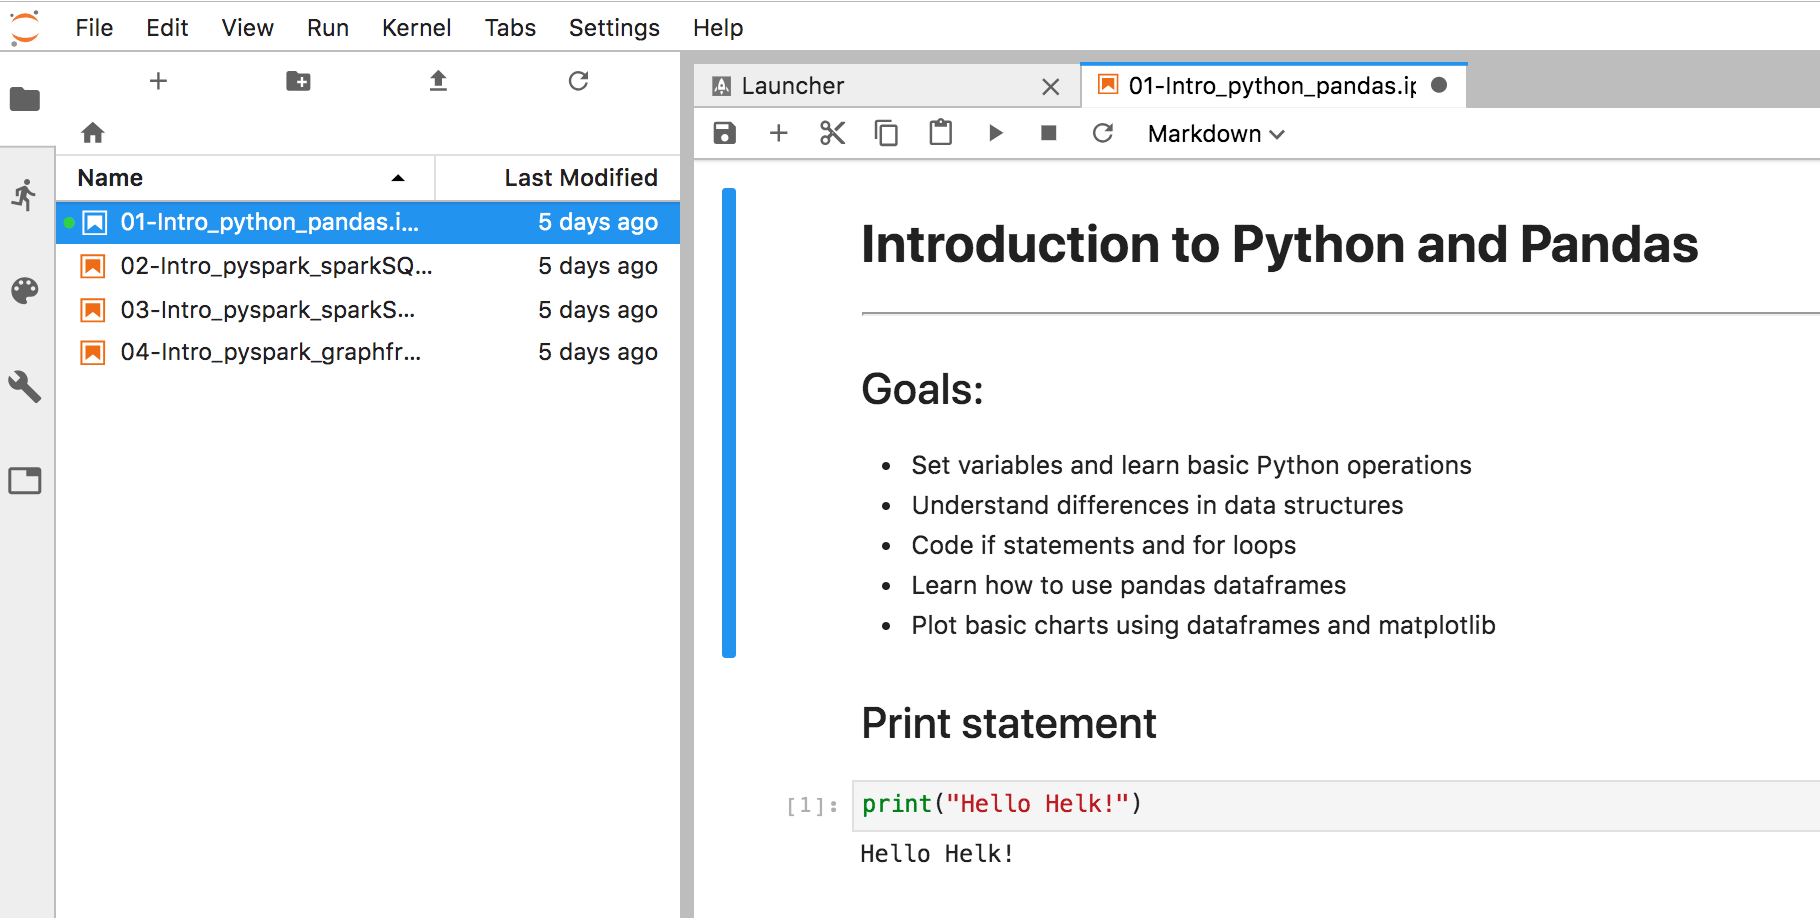 File Edit View Run Kernel Tabs Settings Help
Launcher
01-Intro_python_pandas.ip
Markdown
Name Last Modified
01-Intro_python_pandas.i... 5 days ago
02-Intro_pyspark_sparkSQ... 5 days ago
03-Intro_pyspark_sparkS... 5 days ago
04-Intro_pyspark_graphfr... 5 days ago
Introduction to Python and Pandas
Goals:
• Set variables and learn basic Python operations
• Understand differences in data structures
• Code if statements and for loops
• Learn how to use pandas dataframes
• Plot basic charts using dataframes and matplotlib
Print statement
[1]: print("Hello Helk!")
Hello Helk!